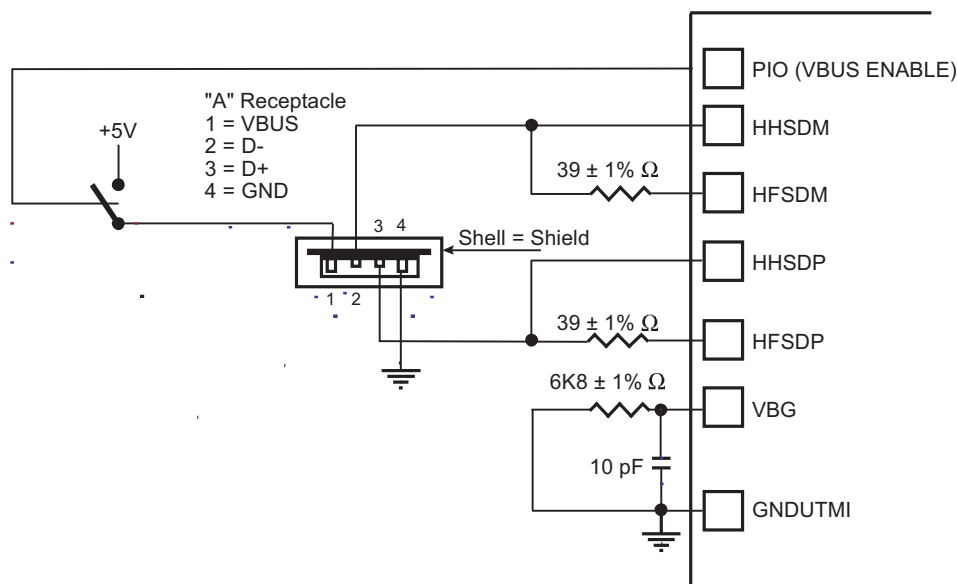 PIO (VBUS ENABLE)
"A" Receptacle
1 = VBUS
2 = D-
3 = D+
4 = GND
+5V
HHSDM
39 ± 1% Ω
HFSDM
3 4
Shell = Shield
HHSDP
1 2
39 ± 1% Ω
HFSDP
6K8 ± 1% Ω
VBG
10 pF
GNDUTMI